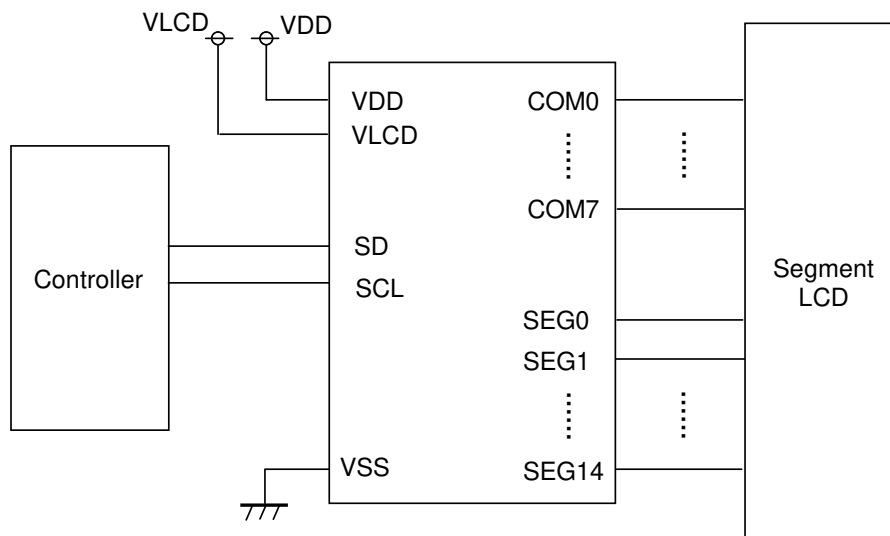 VLCD
VDD
VDD
VLCD
COM0
COM7
Controller
SD
SCL
Segment
LCD
SEG0
SEG1
VSS
SEG14